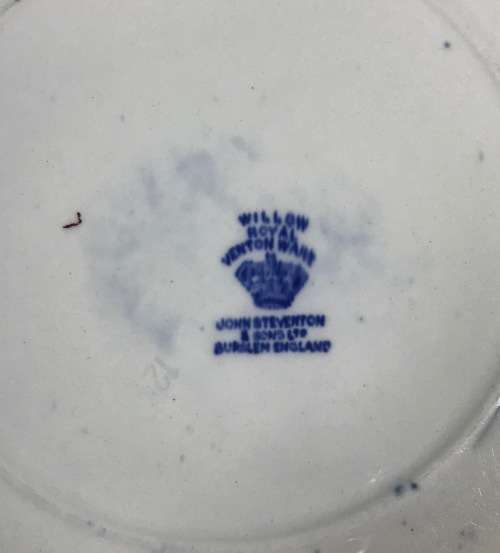 WILLOW
ROYAL
VENTON WARE
JOHN STEVENTON
& SONS LTD
BURSLEM ENGLAND